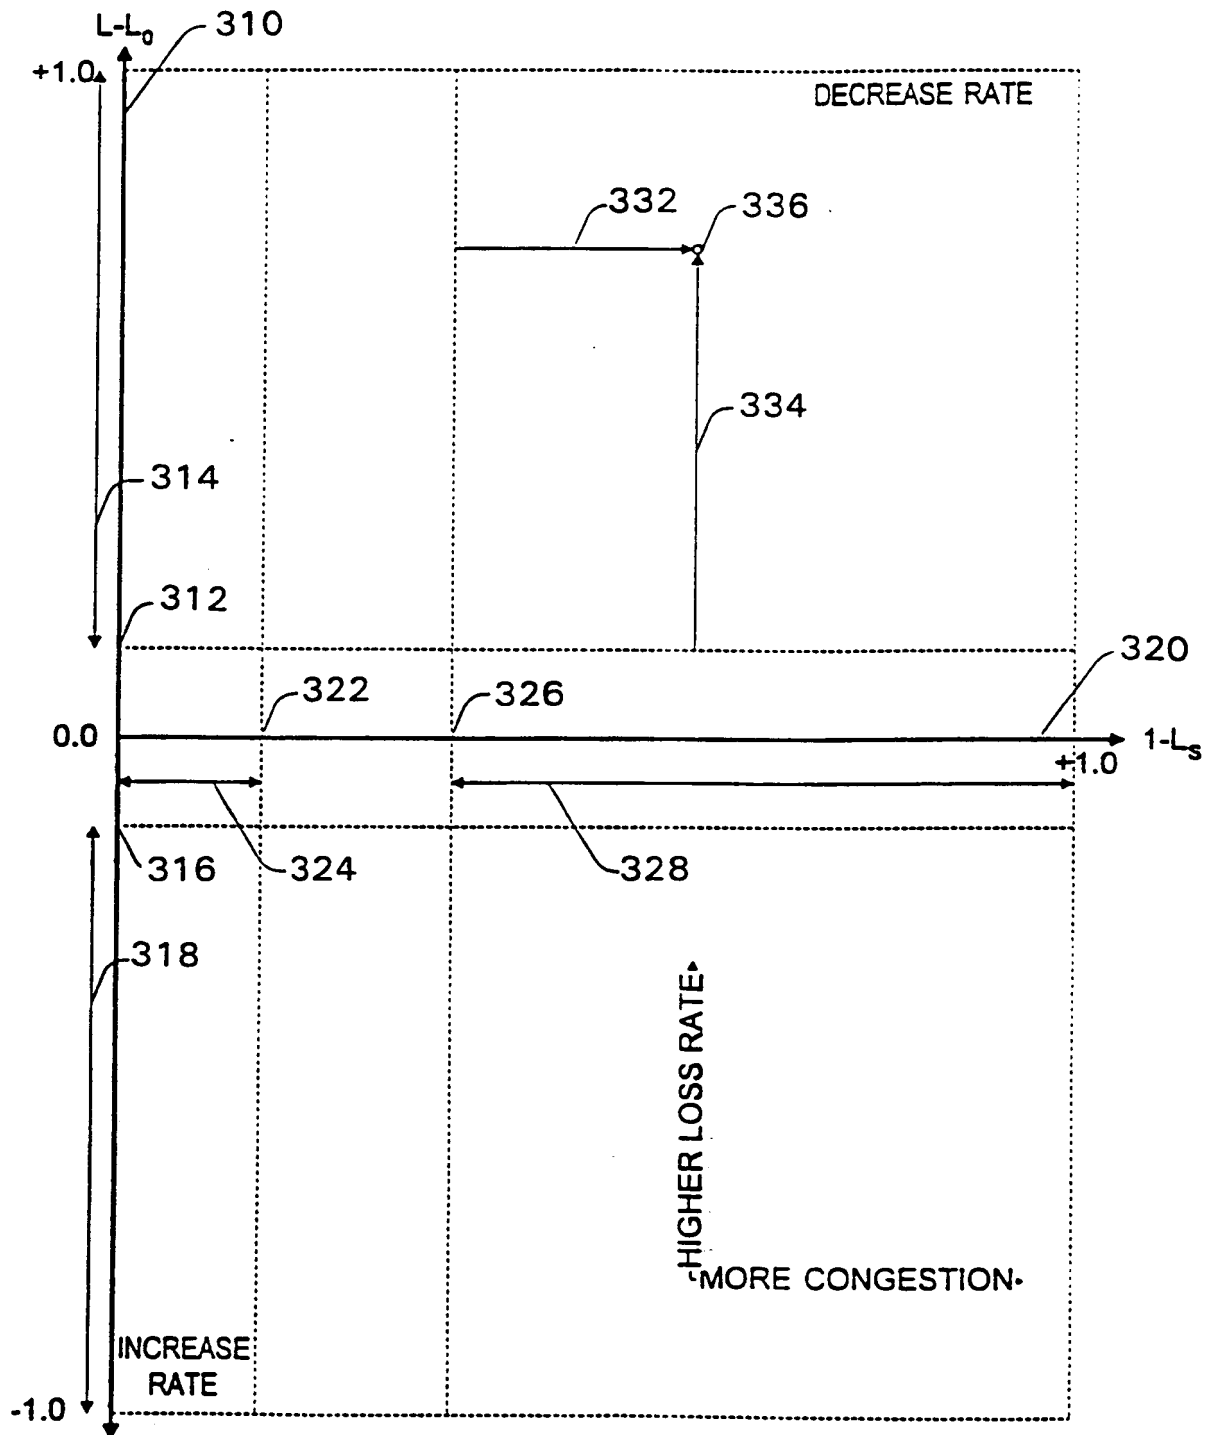 L-L₀
310
+1.0
DECREASE RATE
332
336
334
314
312
320
322
326
0.0
1-Lₛ
+1.0
316
324
328
318
HIGHER LOSS RATE
MORE CONGESTION
INCREASE
RATE
-1.0